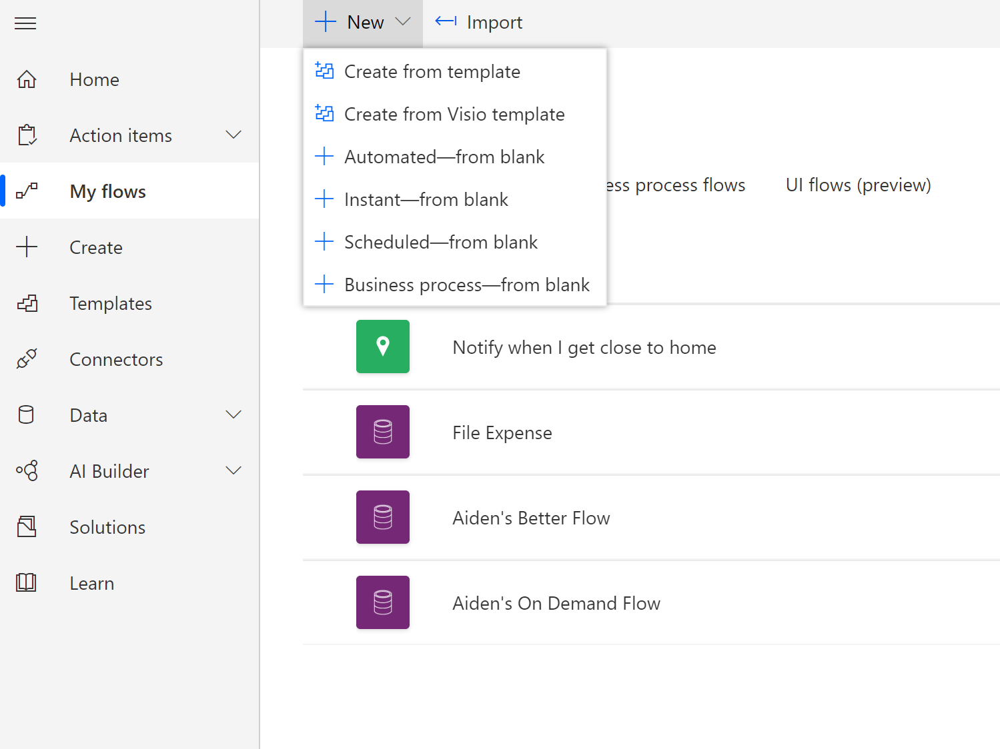 New
Import
Home
Action items
My flows
Create
Templates
Connectors
Data
AI Builder
Solutions
Learn
Create from template
Create from Visio template
Automated—from blank
Instant—from blank
Scheduled—from blank
Business process—from blank
process flows
UI flows (preview)
Notify when I get close to home
File Expense
Aiden's Better Flow
Aiden's On Demand Flow